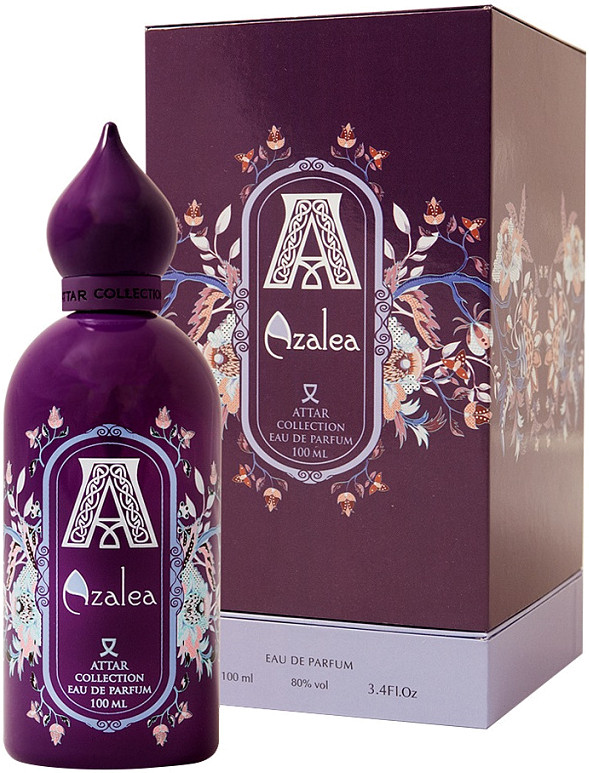 A
Azalea
ATTAR
COLLECTION
EAU DE PARFUM
100 ML
EAU DE PARFUM
100 ml 80% vol 3.4Fl.Oz
ATTAR COLLECTION
A
Azalea
ATTAR
COLLECTION
EAU DE PARFUM
100 ML